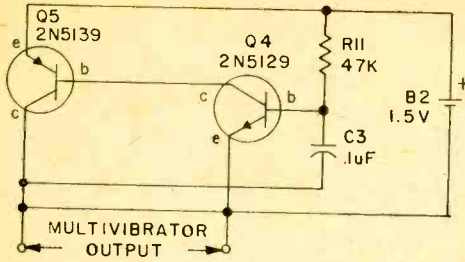 Q5
2N5139
e
b
c
Q4
2N5129
c
b
e
R11
47K
C3
.1uF
B2
1.5V
+
MULTIVIBRATOR
OUTPUT